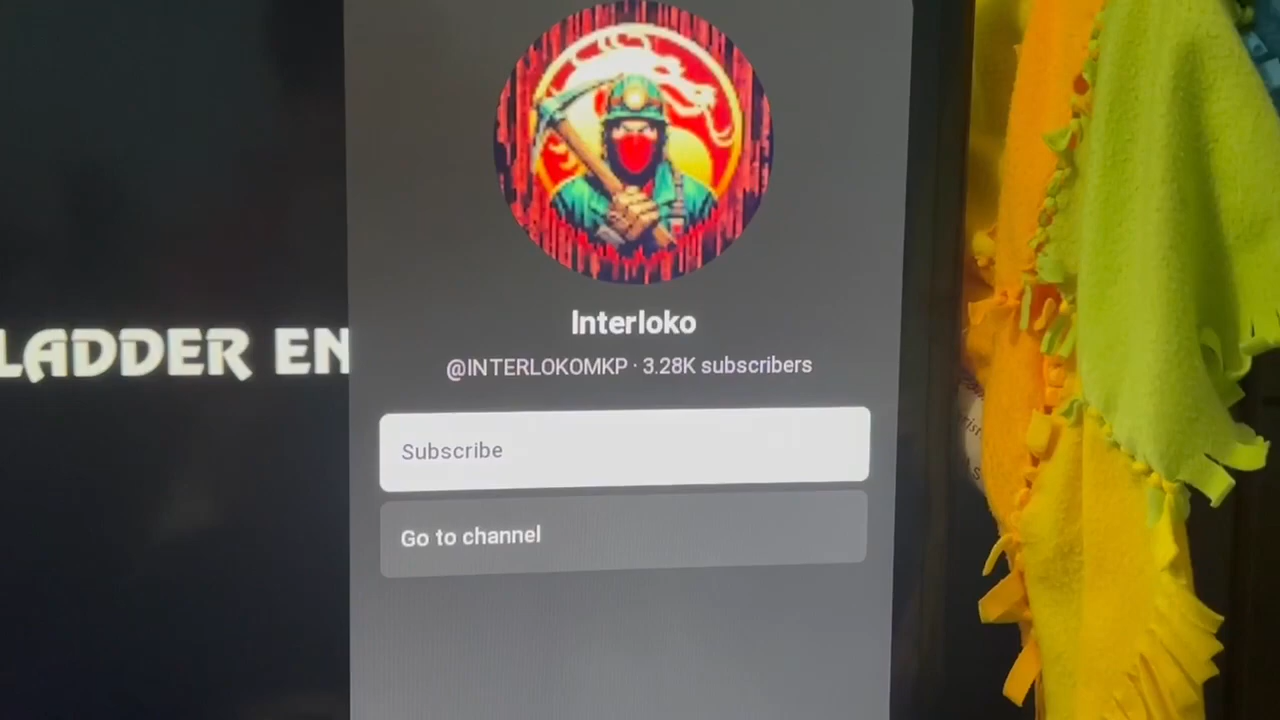 LADDER EN
Interloko
@INTERLOKOMKP · 3.28K subscribers
Subscribe
Go to channel